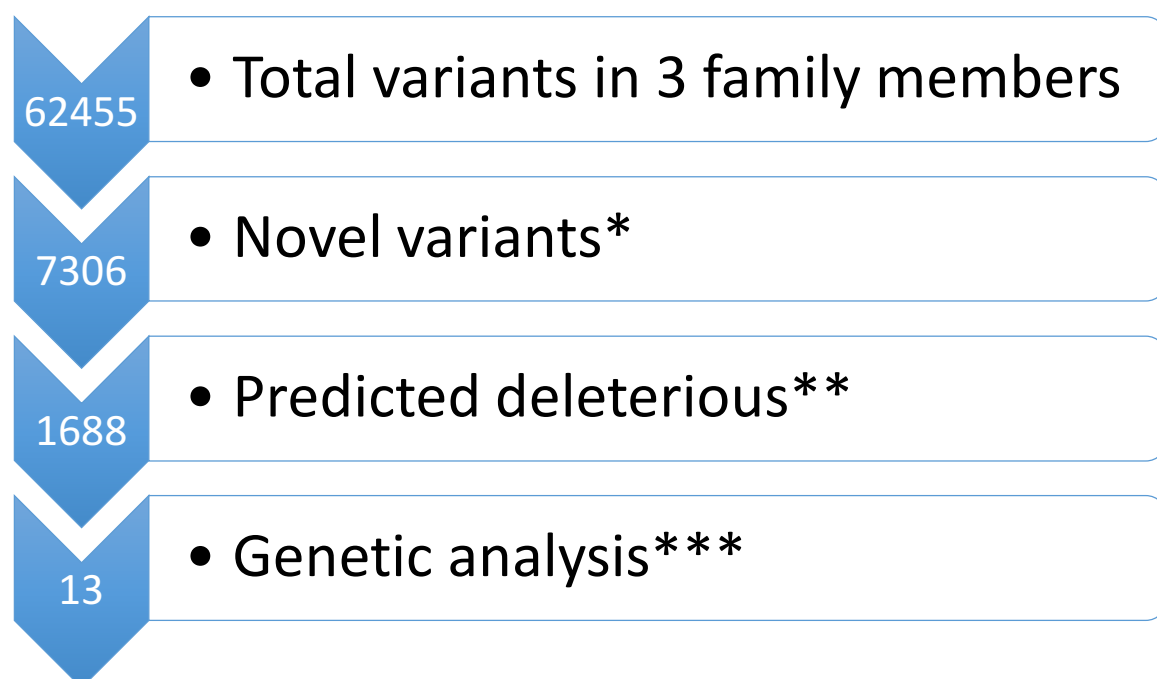 62455
• Total variants in 3 family members
7306
• Novel variants*
1688
• Predicted deleterious**
13
• Genetic analysis***